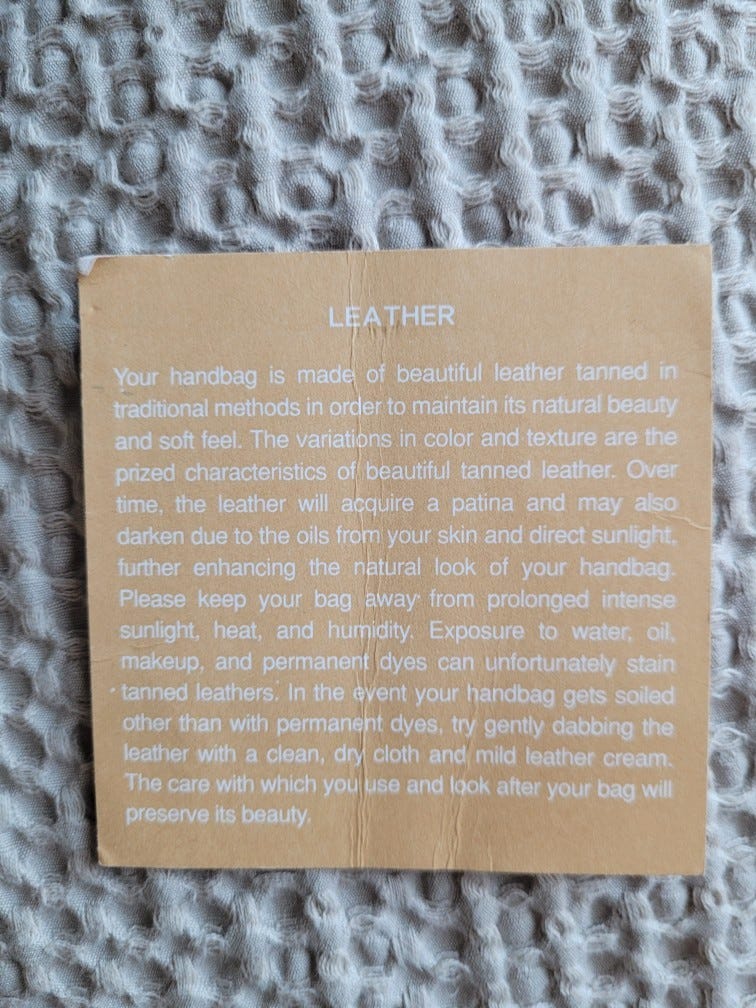 LEATHER
Your handbag is made of beautiful leather tanned in
traditional methods in order to maintain its natural beauty
and soft feel. The variations in color and texture are the
prized characteristics of beautiful tanned leather. Over
time, the leather will acquire a patina and may also
darken due to the oils from your skin and direct sunlight,
further enhancing the natural look of your handbag.
Please keep your bag away from prolonged intense
sunlight, heat, and humidity. Exposure to water, oil,
makeup, and permanent dyes can unfortunately stain
tanned leathers. In the event your handbag gets soiled
other than with permanent dyes, try gently dabbing the
leather with a clean, dry cloth and mild leather cream.
The care with which you use and look after your bag will
preserve its beauty.